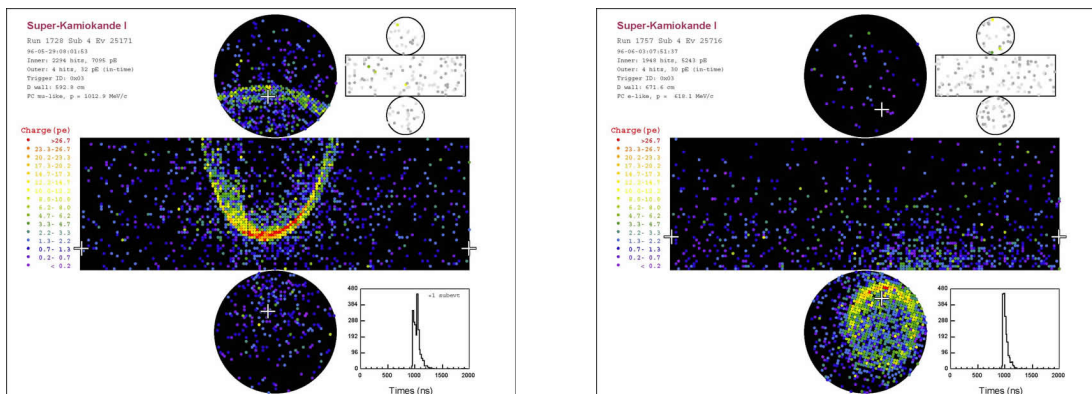 Super-Kamiokande I
Run 1728 Sub 4 Ev 25171
96-05-29:08:01:53
Inner: 2294 hits, 7095 pE
Outer: 4 hits, 32 pE (in-time)
Trigger ID: 0x03
D wall: 592.8 cm
FC mu-like, p = 1012.9 MeV/c
Charge (pe)
>26.7
23.3-26.7
20.2-23.3
17.3-20.2
14.7-17.3
12.2-14.7
10.0-12.2
8.0-10.0
6.2- 8.0
4.7- 6.2
3.3- 4.7
2.2- 3.3
1.3- 2.2
0.7- 1.3
0.2- 0.7
< 0.2
+1 subevt
480
384
288
192
96
0
0 500 1000 1500 2000
Times (ns)
Super-Kamiokande I
Run 1757 Sub 4 Ev 25716
96-06-03:07:51:37
Inner: 1948 hits, 5243 pE
Outer: 4 hits, 30 pE (in-time)
Trigger ID: 0x03
D wall: 671.6 cm
FC e-like, p = 618.1 MeV/c
Charge (pe)
>26.7
23.3-26.7
20.2-23.3
17.3-20.2
14.7-17.3
12.2-14.7
10.0-12.2
8.0-10.0
6.2- 8.0
4.7- 6.2
3.3- 4.7
2.2- 3.3
1.3- 2.2
0.7- 1.3
0.2- 0.7
< 0.2
480
384
288
192
96
0
0 500 1000 1500 2000
Times (ns)